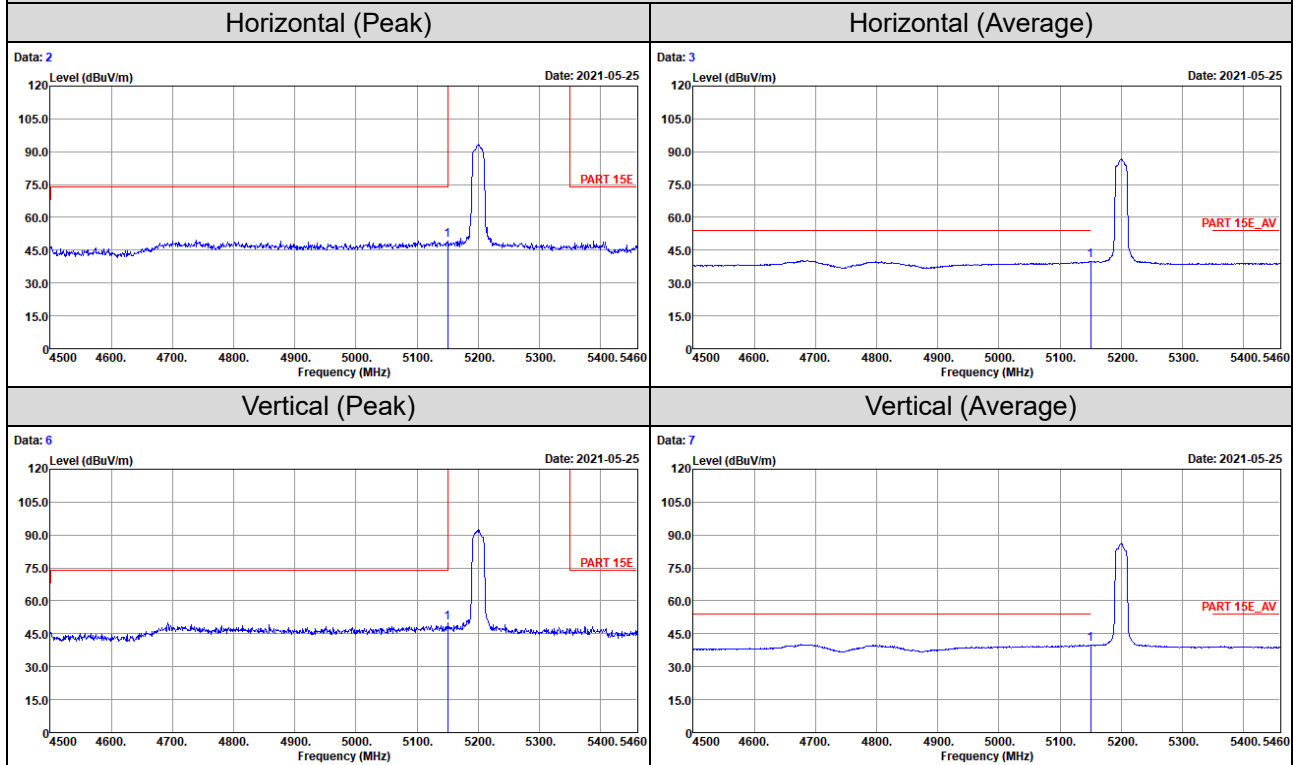 Horizontal (Peak)
Horizontal (Average)
Data: 2
Level (dBuV/m)
Date: 2021-05-25
120
105.0
90.0
75.0
60.0
45.0
30.0
15.0
0
PART 15E
1
4500 4600. 4700. 4800. 4900. 5000. 5100. 5200. 5300. 5400. 5460
Frequency (MHz)
Data: 3
Level (dBuV/m)
Date: 2021-05-25
120
105.0
90.0
75.0
60.0
45.0
30.0
15.0
0
PART 15E_AV
1
4500 4600. 4700. 4800. 4900. 5000. 5100. 5200. 5300. 5400. 5460
Frequency (MHz)
Vertical (Peak)
Vertical (Average)
Data: 6
Level (dBuV/m)
Date: 2021-05-25
120
105.0
90.0
75.0
60.0
45.0
30.0
15.0
0
PART 15E
1
4500 4600. 4700. 4800. 4900. 5000. 5100. 5200. 5300. 5400. 5460
Frequency (MHz)
Data: 7
Level (dBuV/m)
Date: 2021-05-25
120
105.0
90.0
75.0
60.0
45.0
30.0
15.0
0
PART 15E_AV
1
4500 4600. 4700. 4800. 4900. 5000. 5100. 5200. 5300. 5400. 5460
Frequency (MHz)